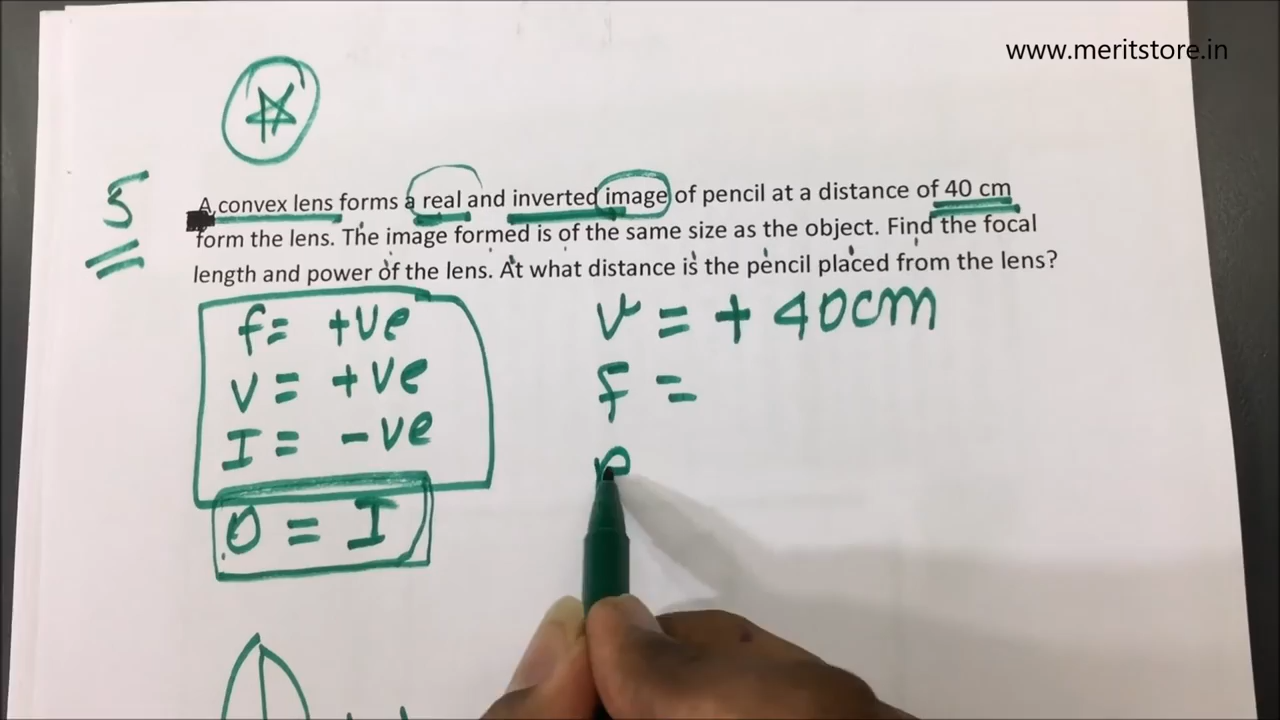 www.meritstore.in
5
A convex lens forms a real and inverted image of pencil at a distance of 40 cm
form the lens. The image formed is of the same size as the object. Find the focal
length and power of the lens. At what distance is the pencil placed from the lens?
f = +ve
v = +ve
I = -ve
O = I
v = + 40cm
f =
P